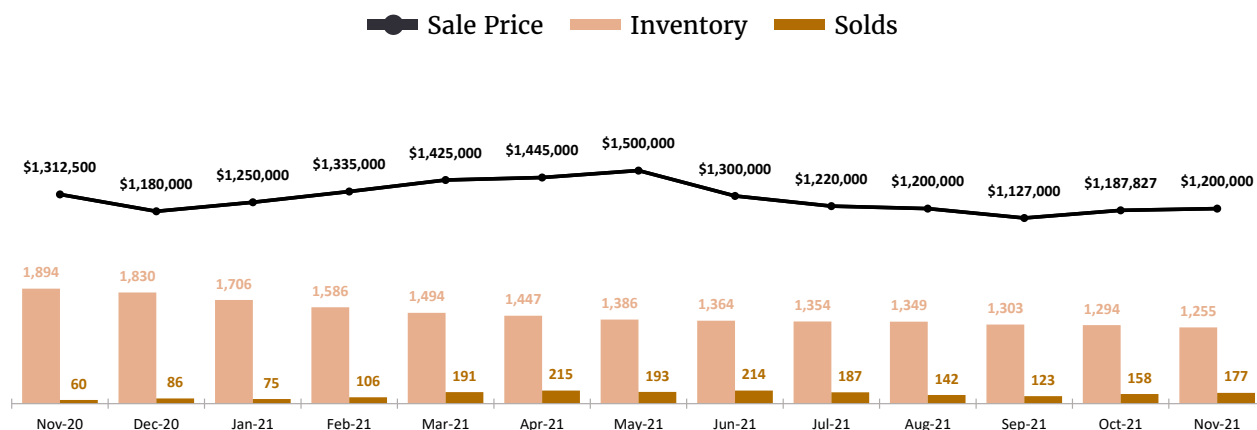 Sale Price Inventory Solds
$1,312,500 $1,180,000 $1,250,000 $1,335,000 $1,425,000 $1,445,000 $1,500,000 $1,300,000 $1,220,000 $1,200,000 $1,127,000 $1,187,827 $1,200,000
1,894 1,830 1,706 1,586 1,494 1,447 1,386 1,364 1,354 1,349 1,303 1,294 1,255
60 86 75 106 191 215 193 214 187 142 123 158 177
Nov-20 Dec-20 Jan-21 Feb-21 Mar-21 Apr-21 May-21 Jun-21 Jul-21 Aug-21 Sep-21 Oct-21 Nov-21